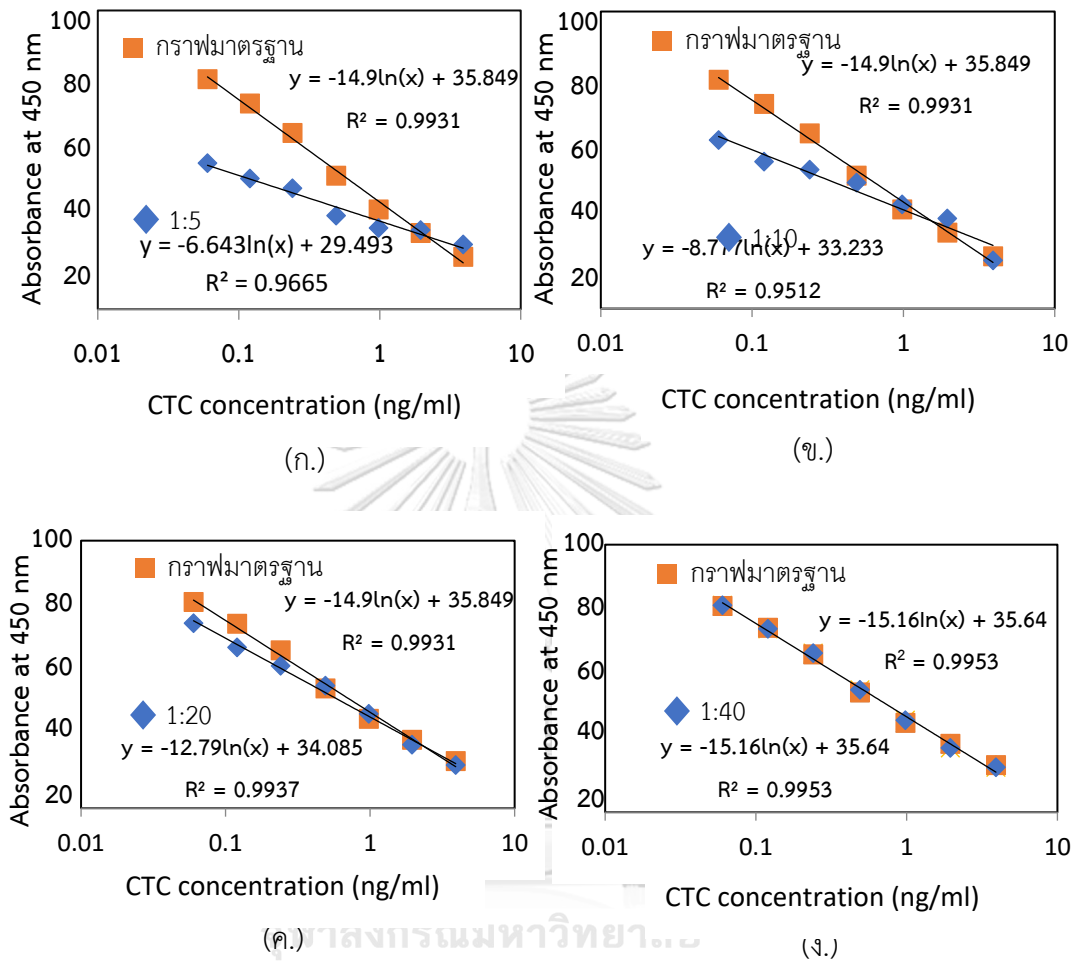 100
80
60
40
20
Absorbance at 450 nm
กราฟมาตรฐาน
y = -14.9ln(x) + 35.849
R² = 0.9931
1:5
y = -6.643ln(x) + 29.493
R² = 0.9665
0.01 0.1 1 10
CTC concentration (ng/ml)
(ก.)
100
80
60
40
20
Absorbance at 450 nm
กราฟมาตรฐาน
y = -14.9ln(x) + 35.849
R² = 0.9931
1:10
y = -8.777ln(x) + 33.233
R² = 0.9512
0.01 0.1 1 10
CTC concentration (ng/ml)
(ข.)
100
80
60
40
20
Absorbance at 450 nm
กราฟมาตรฐาน
y = -14.9ln(x) + 35.849
R² = 0.9931
1:20
y = -12.79ln(x) + 34.085
R² = 0.9937
0.01 0.1 1 10
CTC concentration (ng/ml)
(ค.)
100
80
60
40
20
Absorbance at 450 nm
กราฟมาตรฐาน
y = -15.16ln(x) + 35.64
R² = 0.9953
1:40
y = -15.16ln(x) + 35.64
R² = 0.9953
0.01 0.1 1 10
CTC concentration (ng/ml)
(ง.)